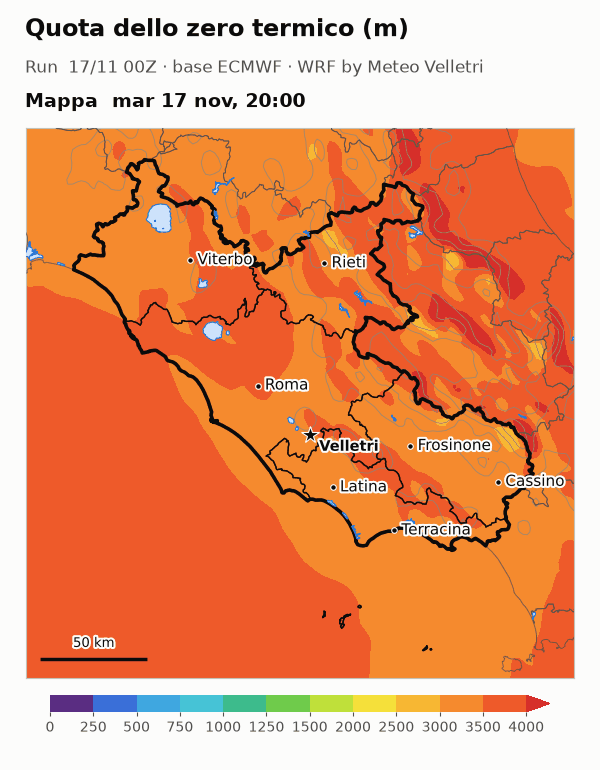 Quota dello zero termico (m)
Run  17/11 00Z · base ECMWF · WRF by Meteo Velletri
Mappa  mar 17 nov, 20:00
Viterbo
Rieti
Roma
Velletri
Frosinone
Latina
Cassino
Terracina
50 km
0 250 500 750 1000 1250 1500 2000 2500 3000 3500 4000